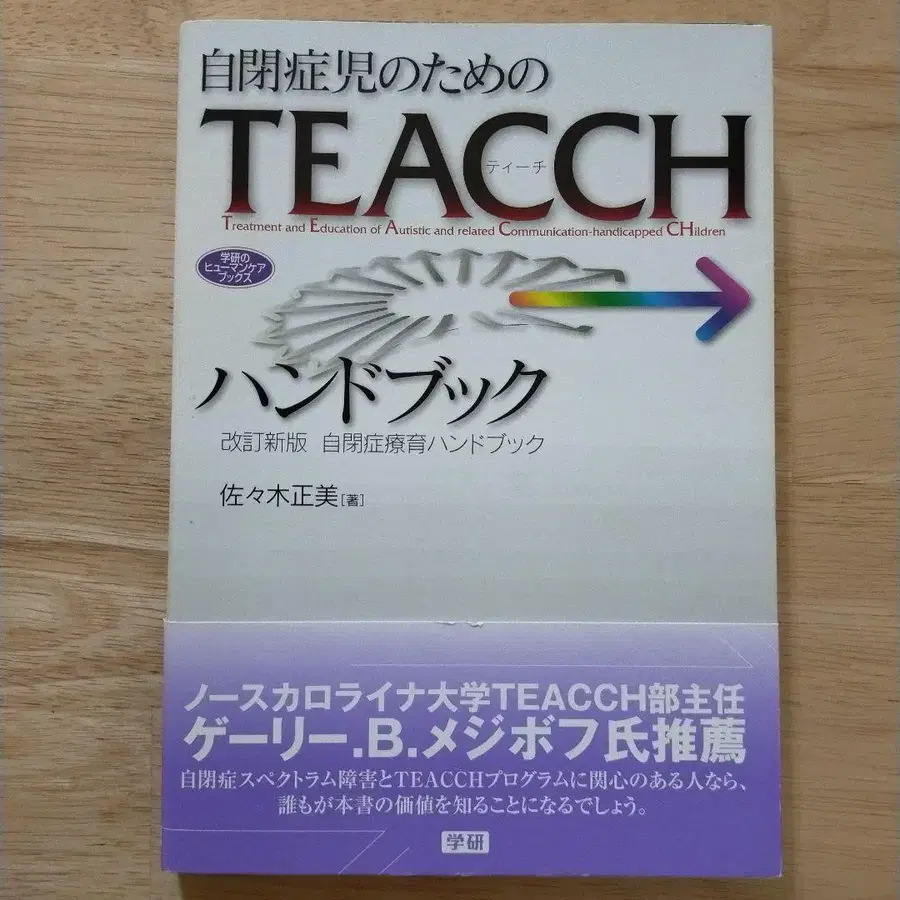 自閉症児のための
TEACCH
ティーチ
Treatment and Education of Autistic and related Communication-handicapped CHildren
学研の
ヒューマンケア
ブックス
ハンドブック
改訂新版 自閉症療育ハンドブック
佐々木正美[著]
ノースカロライナ大学TEACCH部主任
ゲーリー.B.メジボフ氏推薦
自閉症スペクトラム障害とTEACCHプログラムに関心のある人なら、
誰もが本書の価値を知ることになるでしょう。
学研